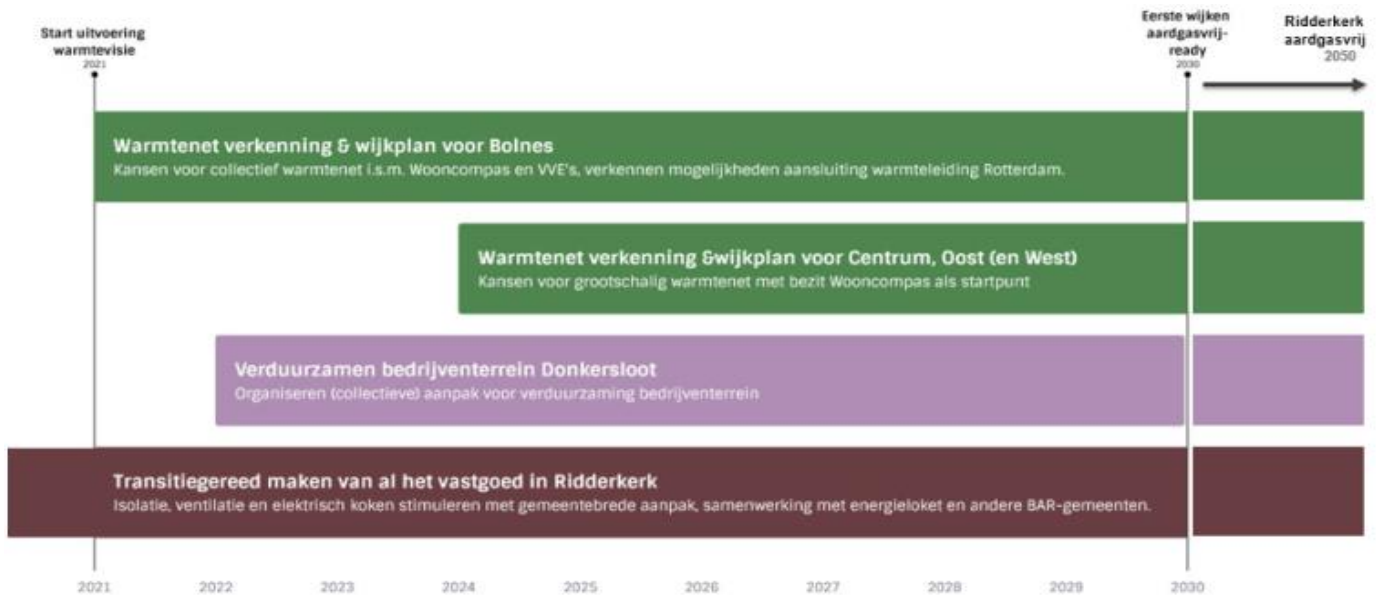 Start uitvoering
warmtevisie
2021
Eerste wijken
aardgasvrij-
ready
2030
Ridderkerk
aardgasvrij
2050
Warmtenet verkenning & wijkplan voor Bolnes
Kansen voor collectief warmtenet i.s.m. Wooncompas en VVE's, verkennen mogelijkheden aansluiting warmteleiding Rotterdam.
Warmtenet verkenning &wijkplan voor Centrum, Oost (en West)
Kansen voor grootschalig warmtenet met bezit Wooncompas als startpunt
Verduurzamen bedrijventerrein Donkersloot
Organiseren (collectieve) aanpak voor verduurzaming bedrijventerrein
Transitiegereed maken van al het vastgoed in Ridderkerk
Isolatie, ventilatie en elektrisch koken stimuleren met gemeentebrede aanpak, samenwerking met energieloket en andere BAR-gemeenten.
2021 2022 2023 2024 2025 2026 2027 2028 2029 2030